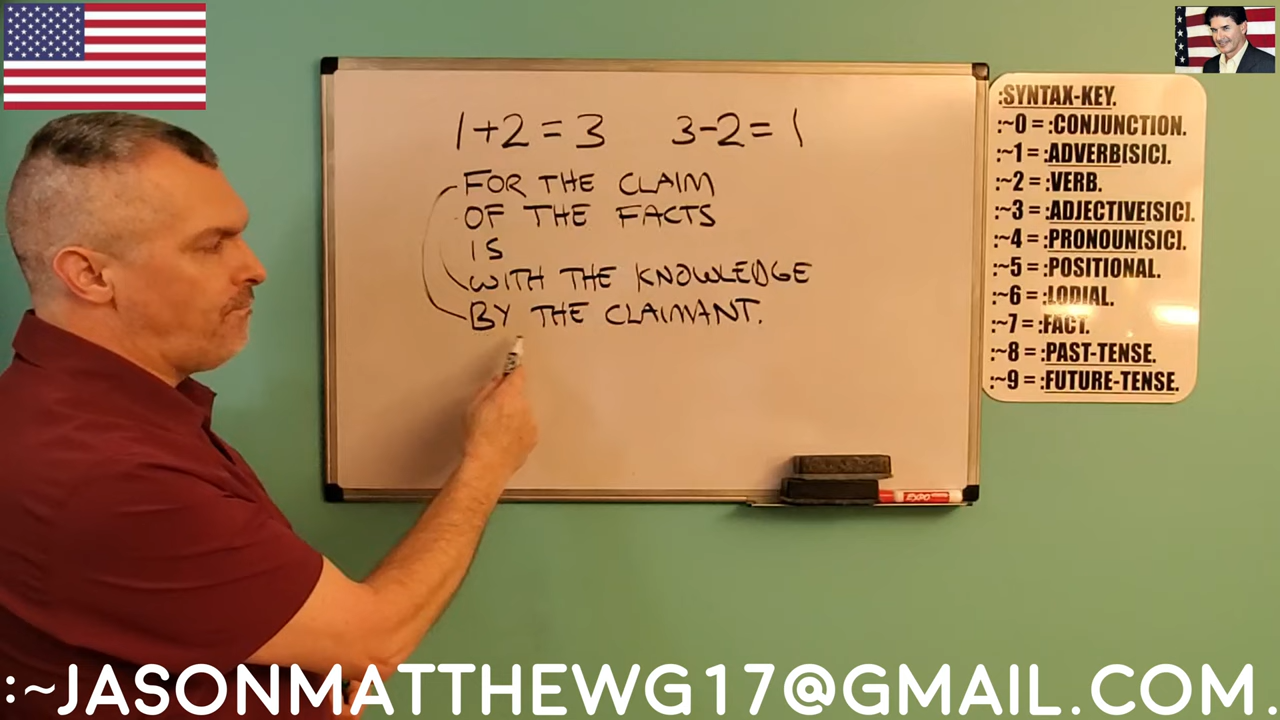 1+2=3 3-2=1
FOR THE CLAIM
OF THE FACTS
IS
WITH THE KNOWLEDGE
BY THE CLAIMANT.
:SYNTAX-KEY.
:~0 = :CONJUNCTION.
:~1 = :ADVERB[SIC].
:~2 = :VERB.
:~3 = :ADJECTIVE[SIC].
:~4 = :PRONOUN[SIC].
:~5 = :POSITIONAL.
:~6 = :LODIAL.
:~7 = :FACT.
:~8 = :PAST-TENSE.
:~9 = :FUTURE-TENSE.
EXPO
:~JASONMATTHEWG17@GMAIL.COM.